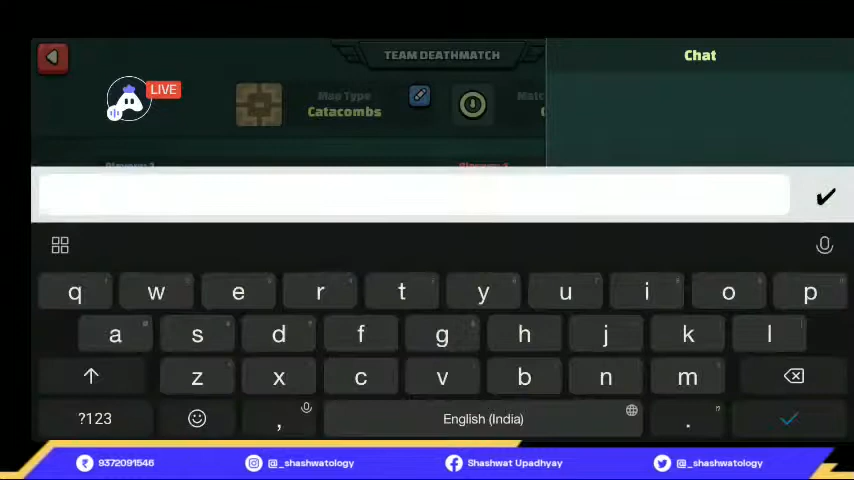 TEAM DEATHMATCH
Chat
LIVE
Map Type
Catacombs
q w e r t y u i o p
a s d f g h j k l
z x c v b n m
?123 , English (India) .
9372091546 @_shashwatology Shashwat Upadhyay @_shashwatology